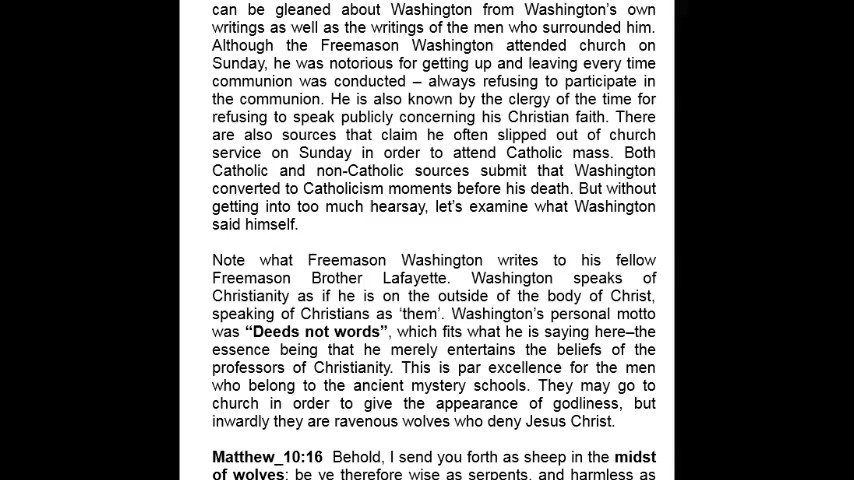 can be gleaned about Washington from Washington's own
writings as well as the writings of the men who surrounded him.
Although the Freemason Washington attended church on
Sunday, he was notorious for getting up and leaving every time
communion was conducted – always refusing to participate in
the communion. He is also known by the clergy of the time for
refusing to speak publicly concerning his Christian faith. There
are also sources that claim he often slipped out of church
service on Sunday in order to attend Catholic mass. Both
Catholic and non-Catholic sources submit that Washington
converted to Catholicism moments before his death. But without
getting into too much hearsay, let's examine what Washington
said himself.
Note what Freemason Washington writes to his fellow
Freemason Brother Lafayette. Washington speaks of
Christianity as if he is on the outside of the body of Christ,
speaking of Christians as 'them'. Washington's personal motto
was "Deeds not words", which fits what he is saying here–the
essence being that he merely entertains the beliefs of the
professors of Christianity. This is par excellence for the men
who belong to the ancient mystery schools. They may go to
church in order to give the appearance of godliness, but
inwardly they are ravenous wolves who deny Jesus Christ.
Matthew_10:16 Behold, I send you forth as sheep in the midst
of wolves: be ye therefore wise as serpents, and harmless as